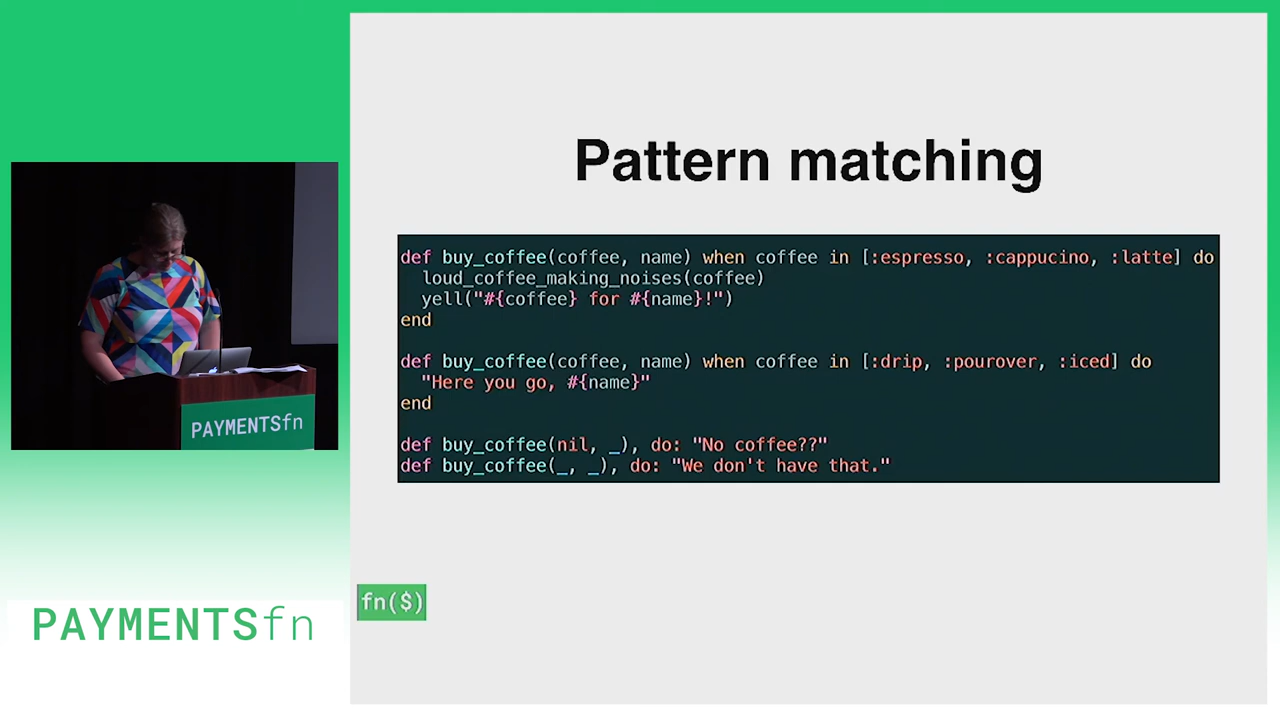 Pattern matching
def buy_coffee(coffee, name) when coffee in [:espresso, :cappucino, :latte] do
  loud_coffee_making_noises(coffee)
  yell("#{coffee} for #{name}!")
end
def buy_coffee(coffee, name) when coffee in [:drip, :pourover, :iced] do
  "Here you go, #{name}"
end
def buy_coffee(nil, _), do: "No coffee??"
def buy_coffee(_, _), do: "We don't have that."
PAYMENTSfn
fn($)
PAYMENTSfn